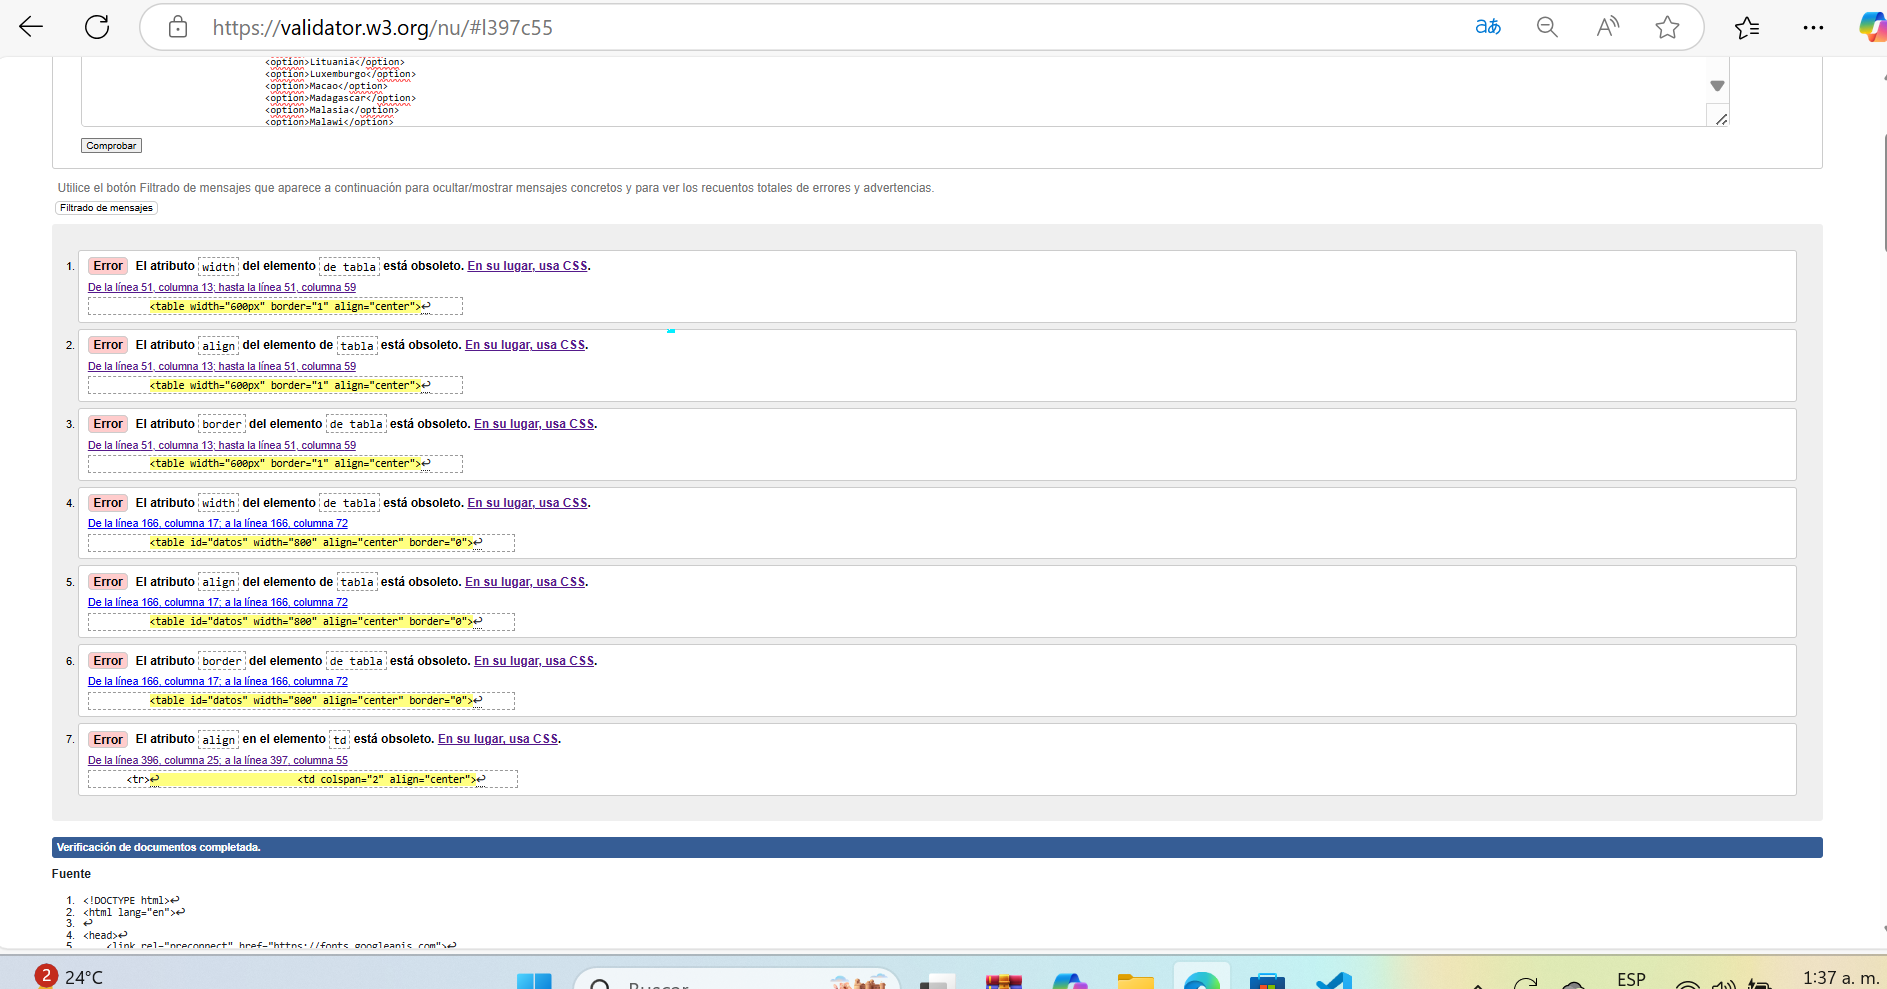 https://validator.w3.org/nu/#l397c55
<option>Lituania</option>
<option>Luxemburgo</option>
<option>Macao</option>
<option>Madagascar</option>
<option>Malasia</option>
<option>Malawi</option>
Comprobar
Utilice el botón Filtrado de mensajes que aparece a continuación para ocultar/mostrar mensajes concretos y para ver los recuentos totales de errores y advertencias.
Filtrado de mensajes
1. Error El atributo width del elemento de tabla está obsoleto. En su lugar, usa CSS.
De la línea 51, columna 13; hasta la línea 51, columna 59
<table width="600px" border="1" align="center">↩
2. Error El atributo align del elemento de tabla está obsoleto. En su lugar, usa CSS.
De la línea 51, columna 13; hasta la línea 51, columna 59
<table width="600px" border="1" align="center">↩
3. Error El atributo border del elemento de tabla está obsoleto. En su lugar, usa CSS.
De la línea 51, columna 13; hasta la línea 51, columna 59
<table width="600px" border="1" align="center">↩
4. Error El atributo width del elemento de tabla está obsoleto. En su lugar, usa CSS.
De la línea 166, columna 17; a la línea 166, columna 72
<table id="datos" width="800" align="center" border="0">↩
5. Error El atributo align del elemento de tabla está obsoleto. En su lugar, usa CSS.
De la línea 166, columna 17; a la línea 166, columna 72
<table id="datos" width="800" align="center" border="0">↩
6. Error El atributo border del elemento de tabla está obsoleto. En su lugar, usa CSS.
De la línea 166, columna 17; a la línea 166, columna 72
<table id="datos" width="800" align="center" border="0">↩
7. Error El atributo align en el elemento td está obsoleto. En su lugar, usa CSS.
De la línea 396, columna 25; a la línea 397, columna 55
<tr>↩ <td colspan="2" align="center">↩
Verificación de documentos completada.
Fuente
1. <!DOCTYPE html>↩
2. <html lang="en">↩
3. ↩
4. <head>↩
5. <link rel="preconnect" href="https://fonts.googleapis.com">↩
2 24°C Buscar ESP 1:37 a. m.